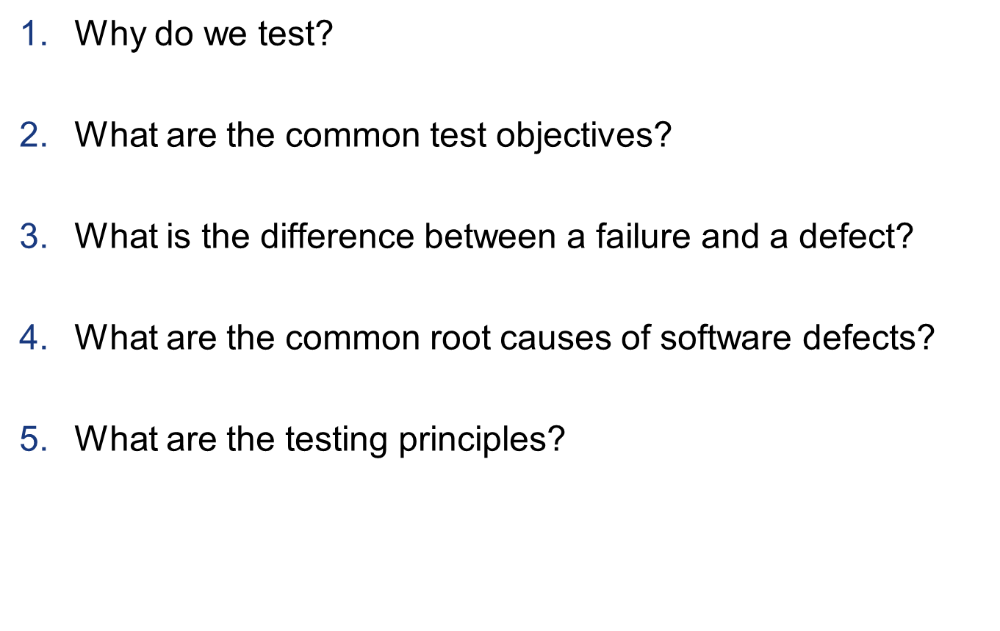 1. Why do we test?
2. What are the common test objectives?
3. What is the difference between a failure and a defect?
4. What are the common root causes of software defects?
5. What are the testing principles?